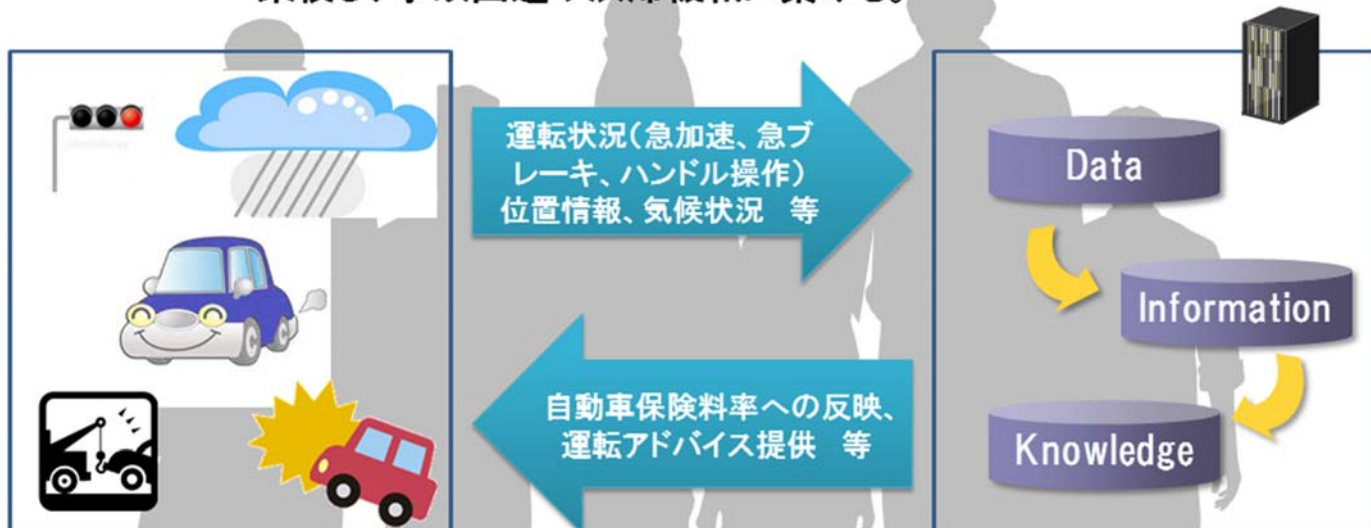 運転状況(急加速、急ブ
レーキ、ハンドル操作)
位置情報、気候状況　等
Data
Information
自動車保険料率への反映、
運転アドバイス提供　等
Knowledge